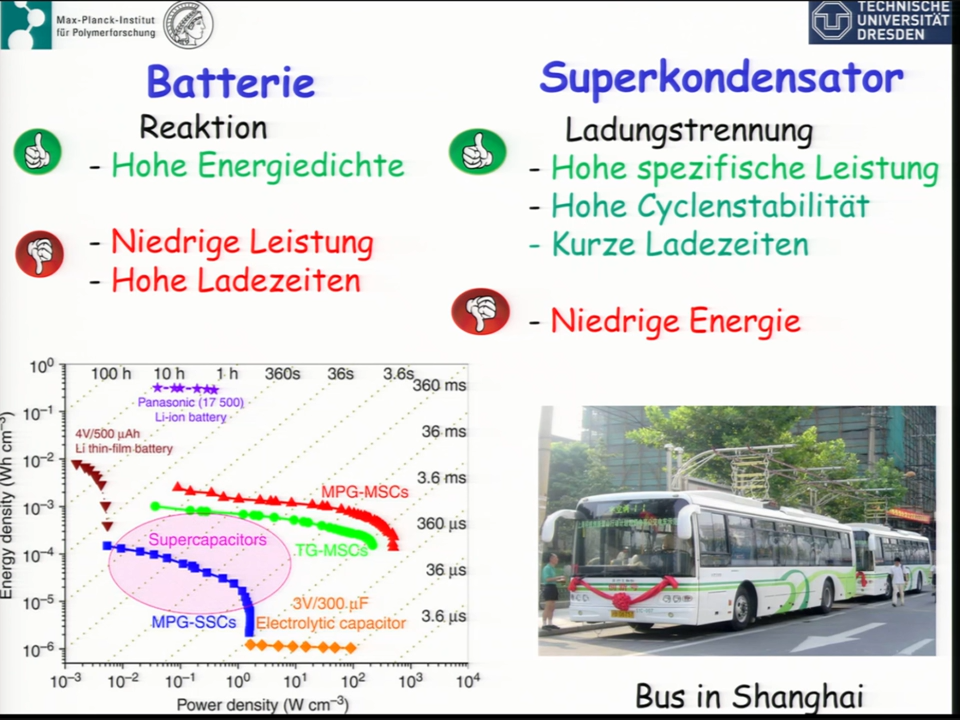 Max-Planck-Institut
für Polymerforschung
TECHNISCHE
UNIVERSITÄT
DRESDEN
Batterie
Reaktion
- Hohe Energiedichte
- Niedrige Leistung
- Hohe Ladezeiten
Superkondensator
Ladungstrennung
- Hohe spezifische Leistung
- Hohe Cyclenstabilität
- Kurze Ladezeiten
- Niedrige Energie
Energy density (Wh cm⁻³)
10⁰
10⁻¹
10⁻²
10⁻³
10⁻⁴
10⁻⁵
10⁻⁶
100 h 10 h 1 h 360s 36s 3.6s
360 ms
36 ms
3.6 ms
360 µs
36 µs
3.6 µs
Panasonic (17 500)
Li-ion battery
4V/500 µAh
Li thin-film battery
MPG-MSCs
Supercapacitors
TG-MSCs
MPG-SSCs
3V/300 µF
Electrolytic capacitor
10⁻³ 10⁻² 10⁻¹ 10⁰ 10¹ 10² 10³ 10⁴
Power density (W cm⁻³)
Bus in Shanghai